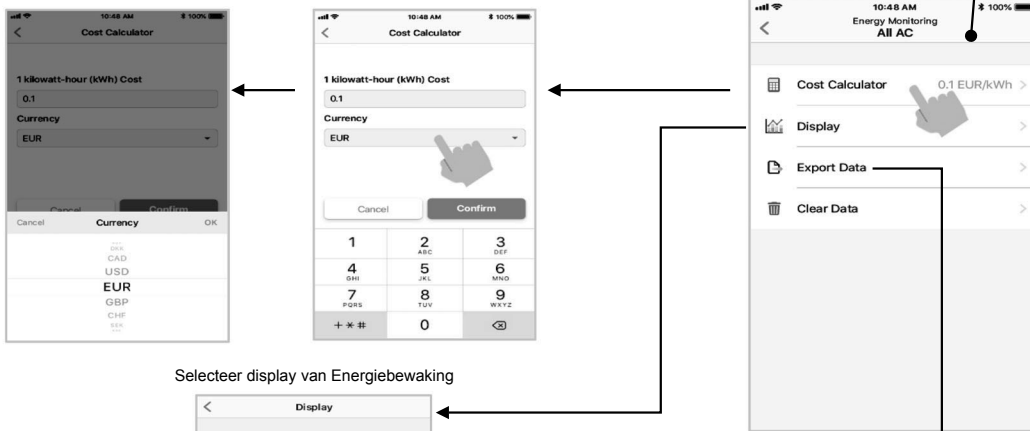 10:48 AM
100%
Cost Calculator
1 kilowatt-hour (kWh) Cost
0.1
Currency
EUR
Cancel
Confirm
Cancel
Currency
OK
CAD
USD
EUR
GBP
CHF
10:48 AM
100%
Cost Calculator
1 kilowatt-hour (kWh) Cost
0.1
Currency
EUR
Cancel
Confirm
1
2
ABC
3
DEF
4
GHI
5
JKL
6
MNO
7
PQRS
8
TUV
9
WXYZ
+ * #
0
10:48 AM
100%
Energy Monitoring
All AC
Cost Calculator 0.1 EUR/kWh
Display
Export Data
Clear Data
Selecteer display van Energiebewaking
Display